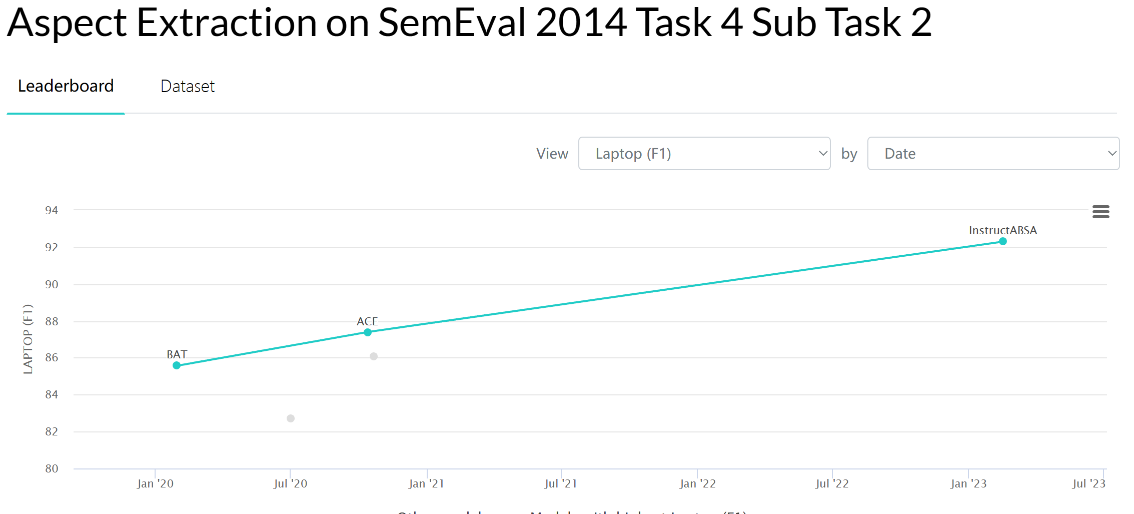 Aspect Extraction on SemEval 2014 Task 4 Sub Task 2
Leaderboard Dataset
View Laptop (F1) by Date
94
92
90
88
86
84
82
80
LAPTOP (F1)
InstructABSA
ACE
BAT
Jan '20 Jul '20 Jan '21 Jul '21 Jan '22 Jul '22 Jan '23 Jul '23